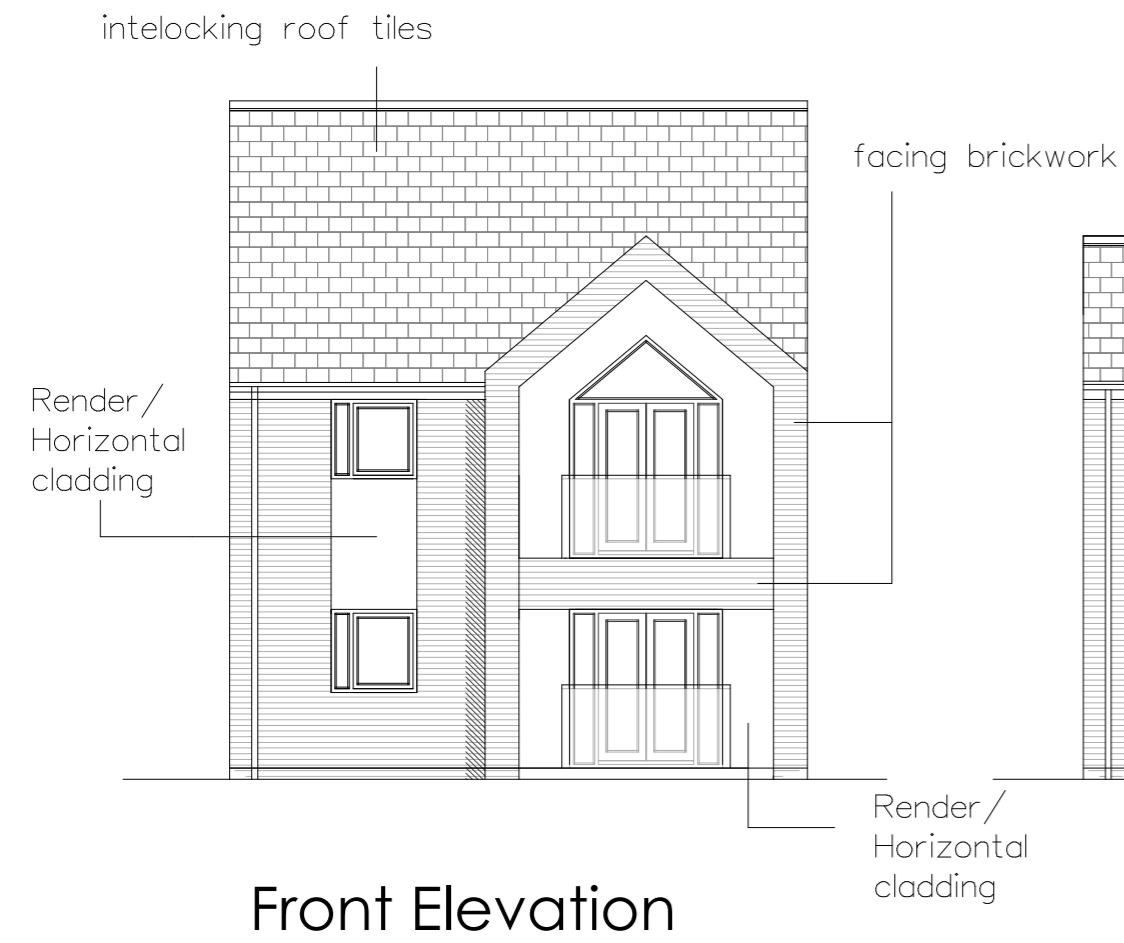 intelocking roof tiles
facing brickwork
Render/
Horizontal
cladding
Render/
Horizontal
cladding
Front Elevation